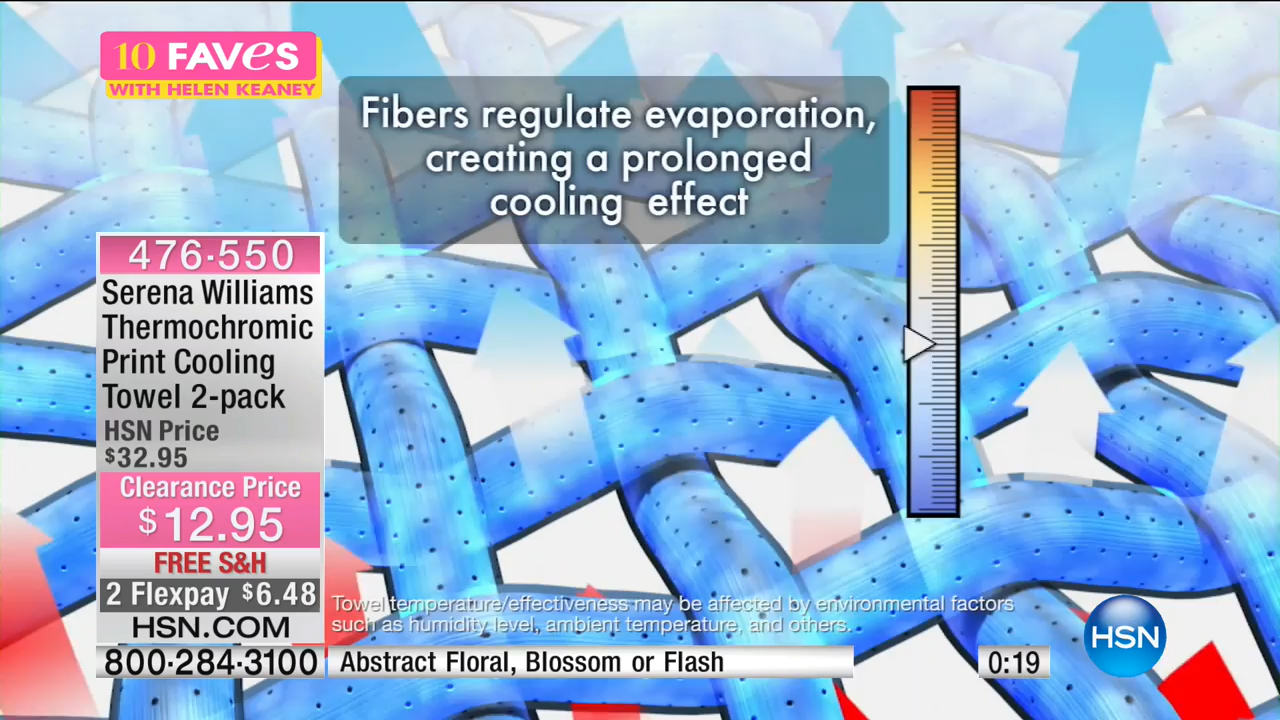 10 FAVES
WITH HELEN KEANEY
Fibers regulate evaporation,
creating a prolonged
cooling effect
476·550
Serena Williams
Thermochromic
Print Cooling
Towel 2-pack
HSN Price
$32.95
Clearance Price
$12.95
FREE S&H
2 Flexpay $6.48
HSN.COM
800·284·3100
Towel temperature/effectiveness may be affected by environmental factors
such as humidity level, ambient temperature, and others.
Abstract Floral, Blossom or Flash
0:19
HSN